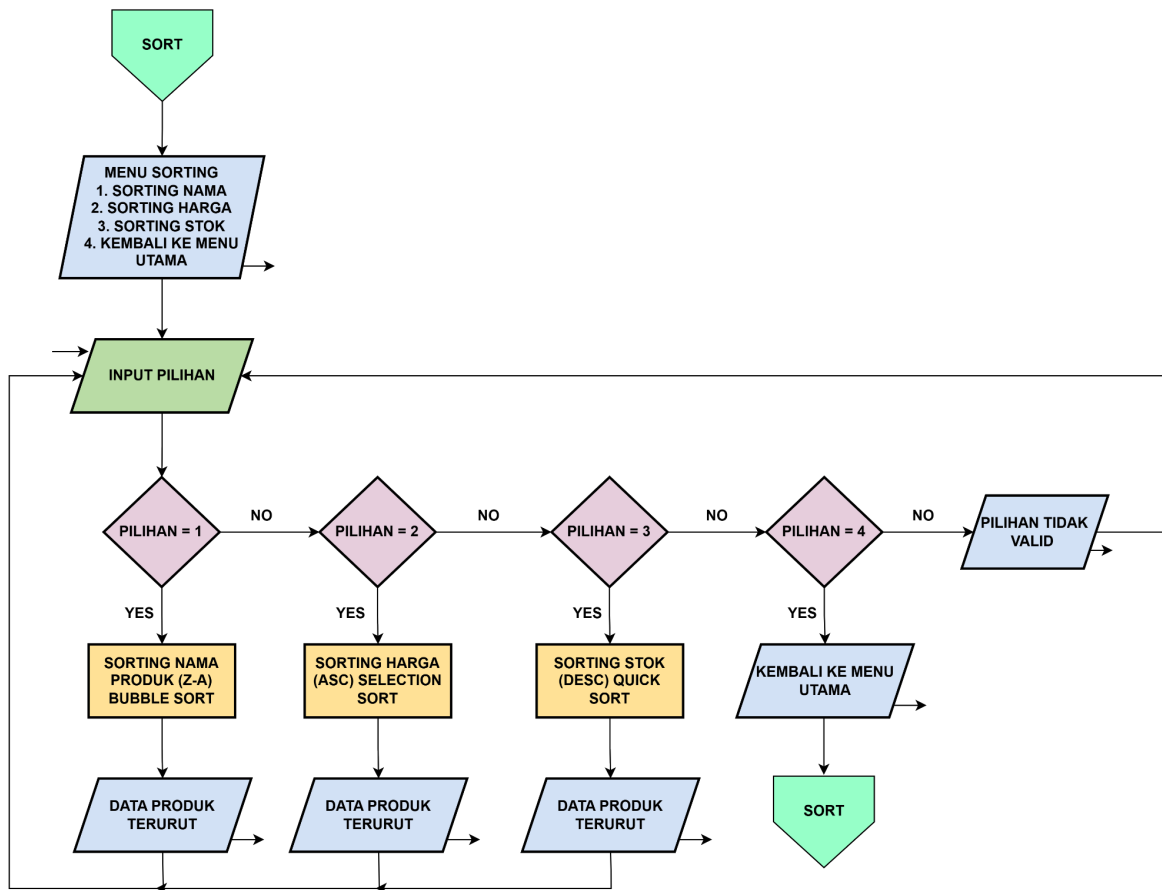 SORT
MENU SORTING
1. SORTING NAMA
2. SORTING HARGA
3. SORTING STOK
4. KEMBALI KE MENU
UTAMA
INPUT PILIHAN
PILIHAN = 1
NO
PILIHAN = 2
NO
PILIHAN = 3
NO
PILIHAN = 4
NO
PILIHAN TIDAK
VALID
YES
YES
YES
YES
SORTING NAMA
PRODUK (Z-A)
BUBBLE SORT
SORTING HARGA
(ASC) SELECTION
SORT
SORTING STOK
(DESC) QUICK
SORT
KEMBALI KE MENU
UTAMA
DATA PRODUK
TERURUT
DATA PRODUK
TERURUT
DATA PRODUK
TERURUT
SORT